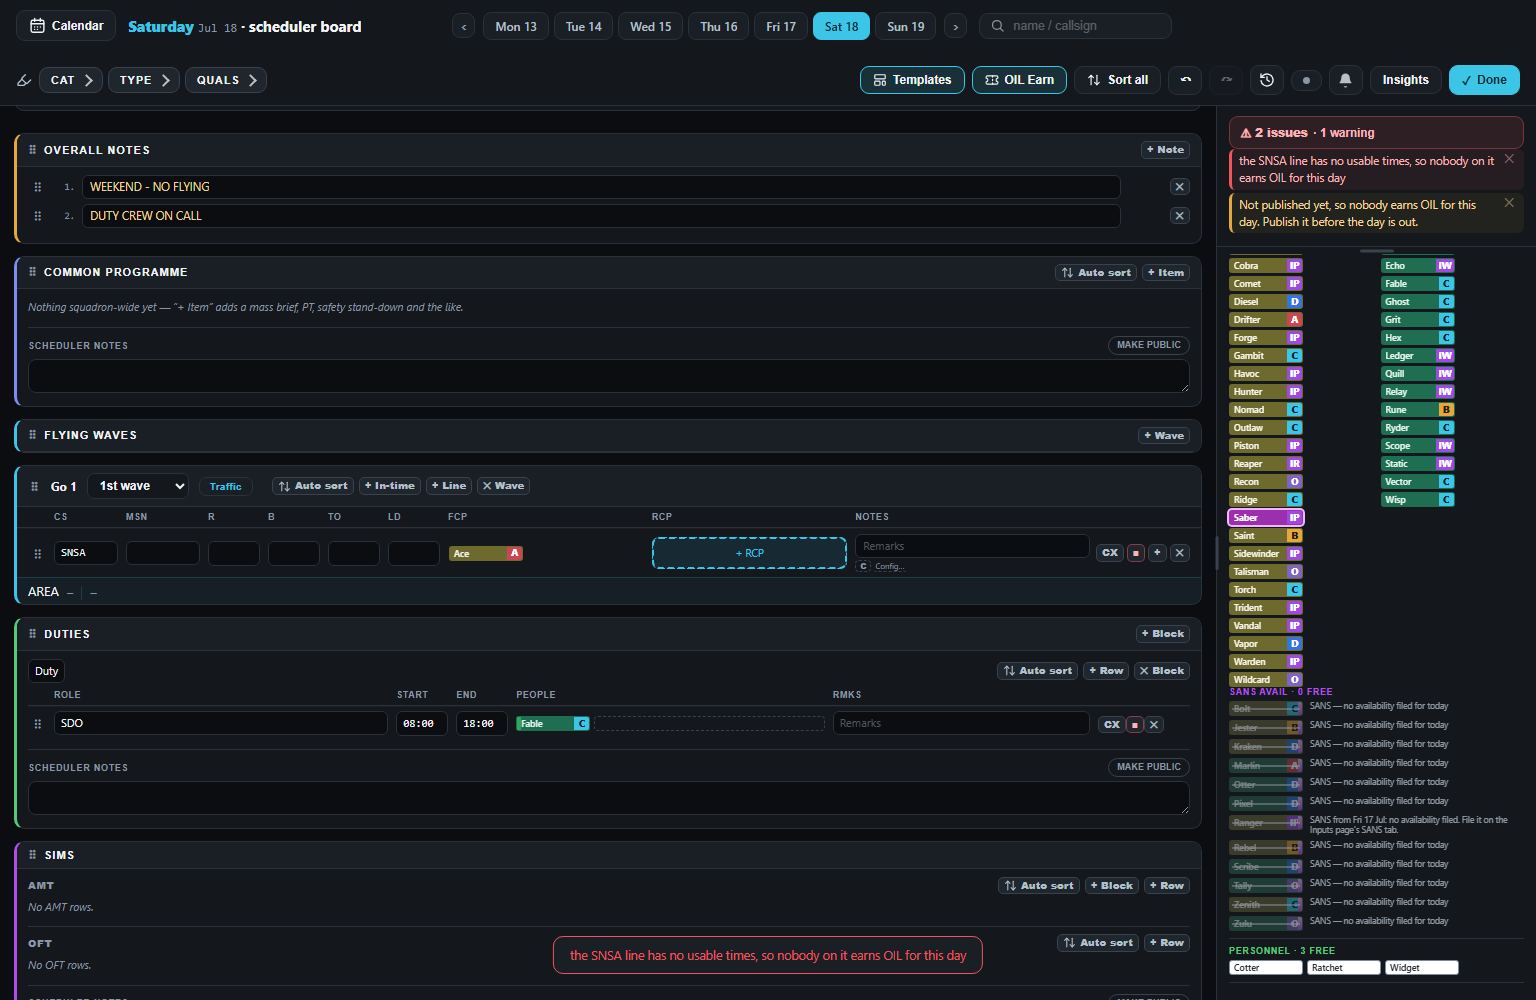 Calendar
Saturday Jul 18 · scheduler board
‹
Mon 13
Tue 14
Wed 15
Thu 16
Fri 17
Sat 18
Sun 19
›
name / callsign
CAT
TYPE
QUALS
Templates
OIL Earn
Sort all
Insights
✓ Done
OVERALL NOTES
+ Note
1. WEEKEND - NO FLYING
2. DUTY CREW ON CALL
COMMON PROGRAMME
Auto sort
+ Item
Nothing squadron-wide yet — "+ Item" adds a mass brief, PT, safety stand-down and the like.
SCHEDULER NOTES
MAKE PUBLIC
FLYING WAVES
+ Wave
Go 1
1st wave
Traffic
Auto sort
+ In-time
+ Line
✕ Wave
CS MSN R B TO LD FCP RCP NOTES
SNSA
Ace A
+ RCP
Remarks
CX
+
✕
C Config...
AREA – | –
DUTIES
+ Block
Duty
Auto sort
+ Row
✕ Block
ROLE START END PEOPLE RMKS
SDO 08:00 18:00 Fable C Remarks CX ✕
SCHEDULER NOTES
MAKE PUBLIC
SIMS
AMT
Auto sort
+ Block
+ Row
No AMT rows.
OFT
Auto sort
+ Row
No OFT rows.
the SNSA line has no usable times, so nobody on it earns OIL for this day
⚠ 2 issues · 1 warning
the SNSA line has no usable times, so nobody on it
earns OIL for this day
Not published yet, so nobody earns OIL for this
day. Publish it before the day is out.
Cobra IP
Comet IP
Diesel D
Drifter A
Forge IP
Gambit C
Havoc IP
Hunter IP
Nomad C
Outlaw C
Piston IP
Reaper IR
Recon O
Ridge C
Saber IP
Saint B
Sidewinder IP
Talisman O
Torch C
Trident IP
Vandal IP
Vapor D
Warden IP
Wildcard O
Echo IW
Fable C
Ghost C
Grit C
Hex C
Ledger IW
Quill IW
Relay IW
Rune B
Ryder C
Scope IW
Static IW
Vector C
Wisp C
SANS AVAIL · 0 FREE
Bolt C SANS — no availability filed for today
Jester B SANS — no availability filed for today
Kraken D SANS — no availability filed for today
Marlin A SANS — no availability filed for today
Otter D SANS — no availability filed for today
Pixel D SANS — no availability filed for today
Ranger IP SANS from Fri 17 Jul: no availability filed. File it on the
Inputs page's SANS tab.
Rebel B SANS — no availability filed for today
Scribe D SANS — no availability filed for today
Tally O SANS — no availability filed for today
Zenith C SANS — no availability filed for today
Zulu O SANS — no availability filed for today
PERSONNEL · 3 FREE
Cotter
Ratchet
Widget